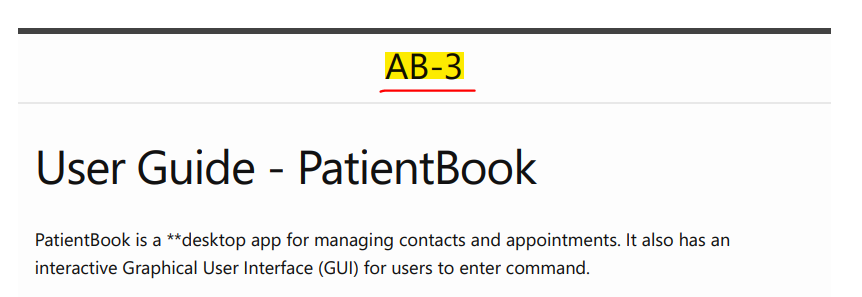 AB-3
User Guide - PatientBook
PatientBook is a **desktop app for managing contacts and appointments. It also has an
interactive Graphical User Interface (GUI) for users to enter command.